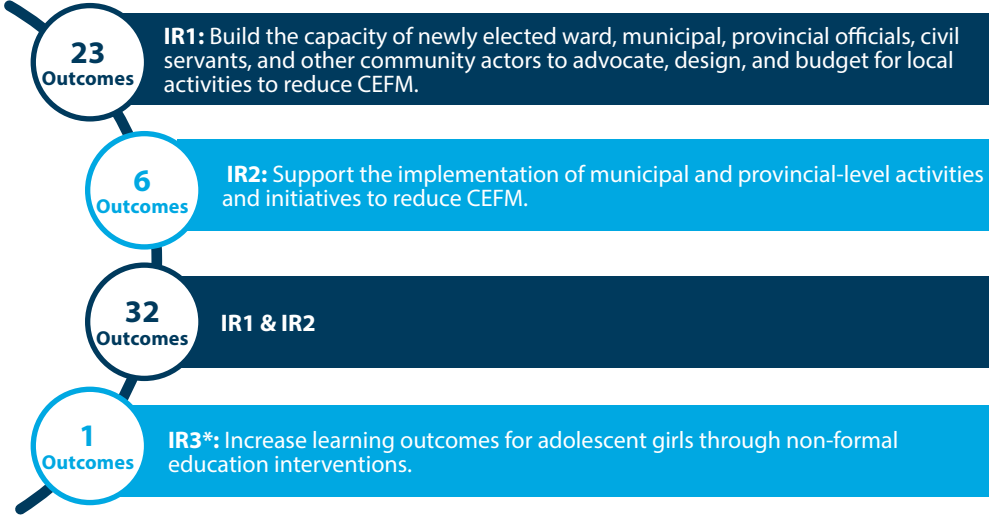 23
Outcomes
IR1: Build the capacity of newly elected ward, municipal, provincial officials, civil
servants, and other community actors to advocate, design, and budget for local
activities to reduce CEFM.
6
Outcomes
IR2: Support the implementation of municipal and provincial-level activities
and initiatives to reduce CEFM.
32
Outcomes
IR1 & IR2
1
Outcomes
IR3*: Increase learning outcomes for adolescent girls through non-formal
education interventions.